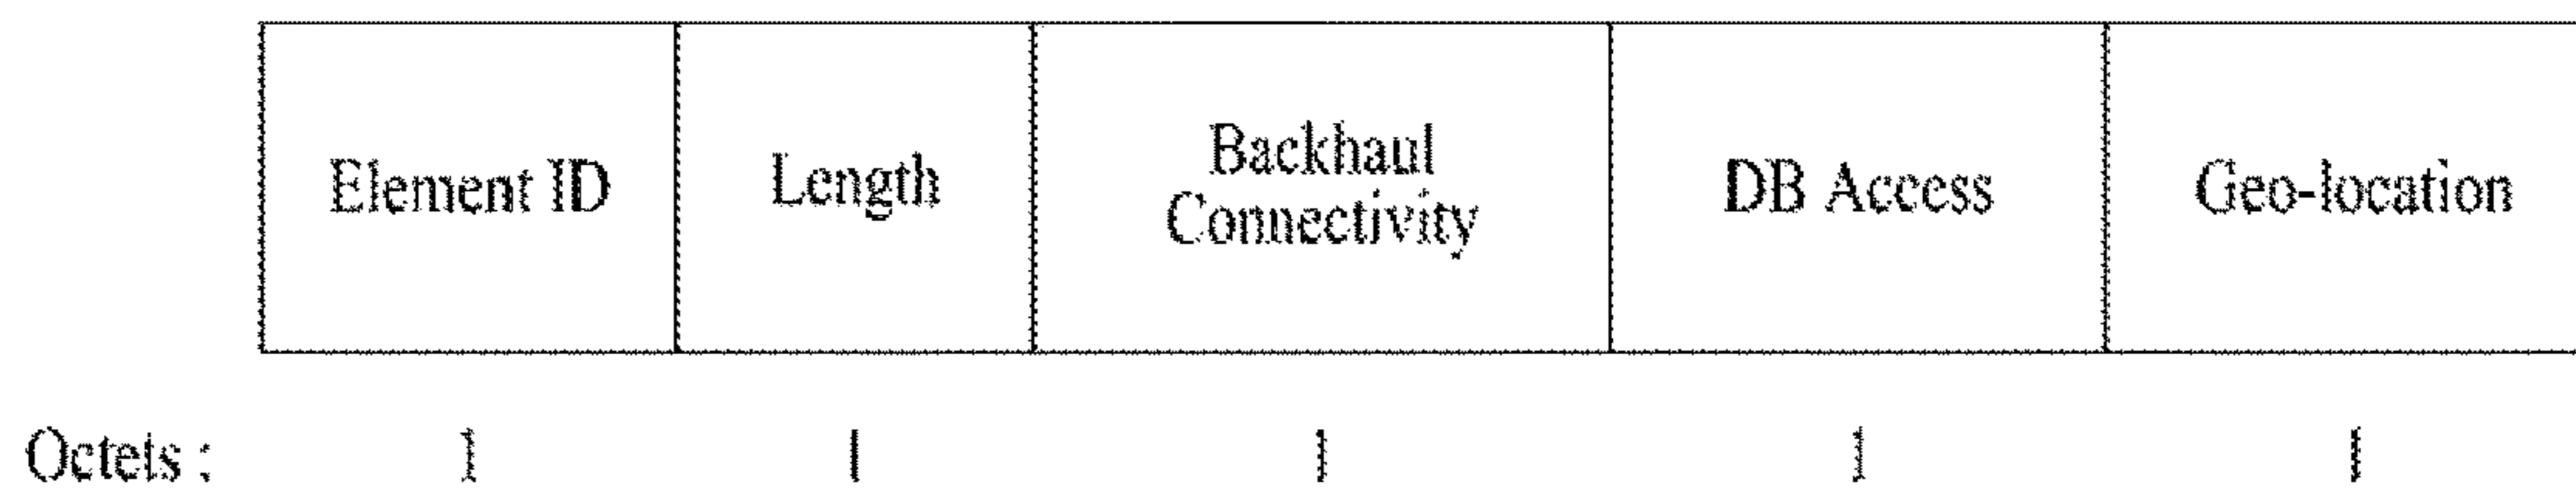 Element ID Length Backhaul Connectivity DB Access Geo-location
Octets : 1 1 1 1 1